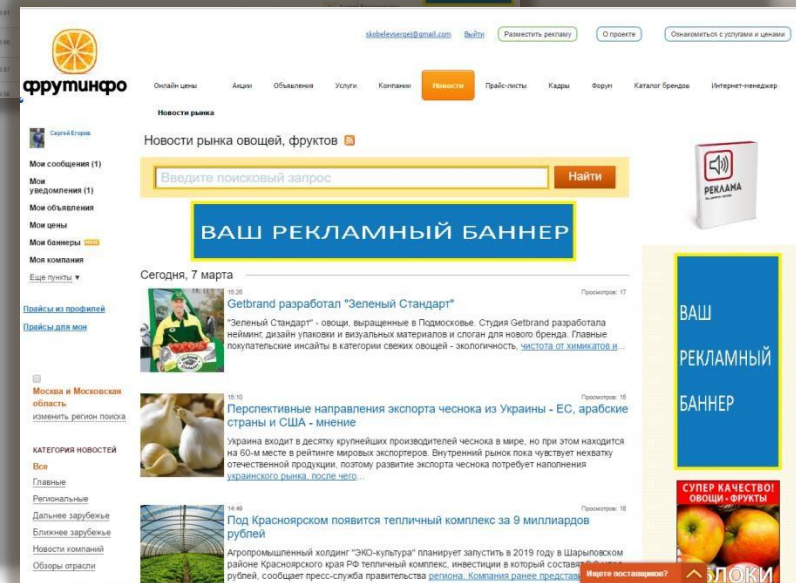 skobelevsergei@gmail.com Выйти Разместить рекламу О проекте Ознакомиться с услугами и ценами
фрутинфо
Онлайн цены Акции Объявления Услуги Компании Новости Прайс-листы Кадры Форум Каталог брендов Интернет-менеджер
Новости рынка
Сергей Егоров
Мои сообщения (1)
Мои
уведомления (1)
Мои объявления
Мои цены
Мои баннеры
Моя компания
Еще пункты ▼
Прайсы из профилей
Прайсы для мон
Москва и Московская
область
изменить регион поиска
КАТЕГОРИЯ НОВОСТЕЙ
Все
Главные
Региональные
Дальнее зарубежье
Ближнее зарубежье
Новости компаний
Обзоры отрасли
Новости рынка овощей, фруктов
Введите поисковый запрос Найти
ВАШ РЕКЛАМНЫЙ БАННЕР
Сегодня, 7 марта
15:26 Просмотров: 17
Getbrand разработал "Зеленый Стандарт"
"Зеленый Стандарт" - овощи, выращенные в Подмосковье. Студия Getbrand разработала
нейминг, дизайн упаковки и визуальных материалов и слоган для нового бренда. Главные
покупательские инсайты в категории свежих овощей - экологичность, чистота от химикатов и...
15:10 Просмотров: 15
Перспективные направления экспорта чеснока из Украины - ЕС, арабские
страны и США - мнение
Украина входит в десятку крупнейших производителей чеснока в мире, но при этом находится
на 60-м месте в рейтинге мировых экспортеров. Внутренний рынок пока чувствует нехватку
отечественной продукции, поэтому развитие экспорта чеснока потребует наполнения
украинского рынка, после чего...
14:49 Просмотров: 18
Под Красноярском появится тепличный комплекс за 9 миллиардов
рублей
Агропромышленный холдинг "ЭКО-культура" планирует запустить в 2019 году в Шарыповском
районе Красноярского края РФ тепличный комплекс, инвестиции в который составят
рублей, сообщает пресс-служба правительства региона. Компания ранее представи
РЕКЛАМА
ВАШ
РЕКЛАМНЫЙ
БАННЕР
СУПЕР КАЧЕСТВО!
ОВОЩИ - ФРУКТЫ
ЛОКИ
Ищете поставщиков?